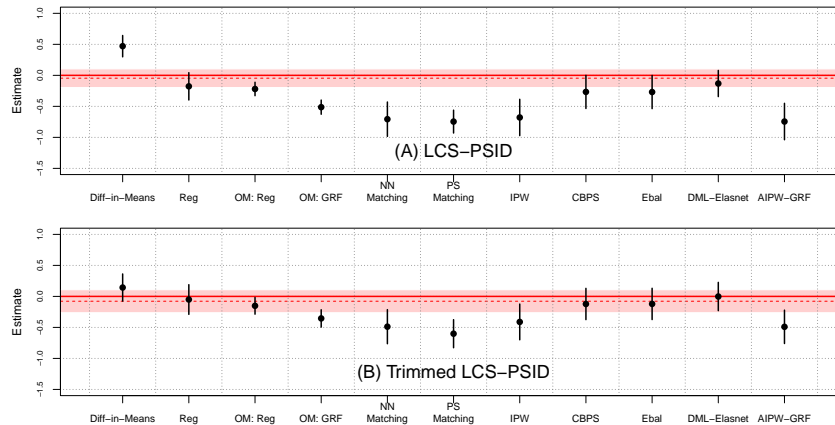 1.0
0.5
0.0
−0.5
−1.0
−1.5
Estimate
(A) LCS−PSID
Diff−in−Means
Reg
OM: Reg
OM: GRF
NN
Matching
PS
Matching
IPW
CBPS
Ebal
DML−Elasnet
AIPW−GRF
1.0
0.5
0.0
−0.5
−1.0
−1.5
Estimate
(B) Trimmed LCS−PSID
Diff−in−Means
Reg
OM: Reg
OM: GRF
NN
Matching
PS
Matching
IPW
CBPS
Ebal
DML−Elasnet
AIPW−GRF